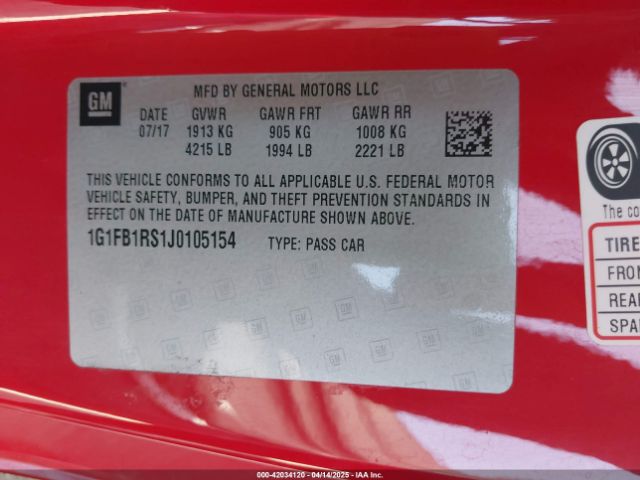 GM
MFD BY GENERAL MOTORS LLC
DATE GVWR GAWR FRT GAWR RR
07/17 1913 KG 905 KG 1008 KG
4215 LB 1994 LB 2221 LB
THIS VEHICLE CONFORMS TO ALL APPLICABLE U.S. FEDERAL MOTOR
VEHICLE SAFETY, BUMPER, AND THEFT PREVENTION STANDARDS IN
EFFECT ON THE DATE OF MANUFACTURE SHOWN ABOVE.
1G1FB1RS1J0105154 TYPE: PASS CAR
The co
TIRE
FRON
REAR
SPA
000-42034120 - 04/14/2025 - IAA Inc.